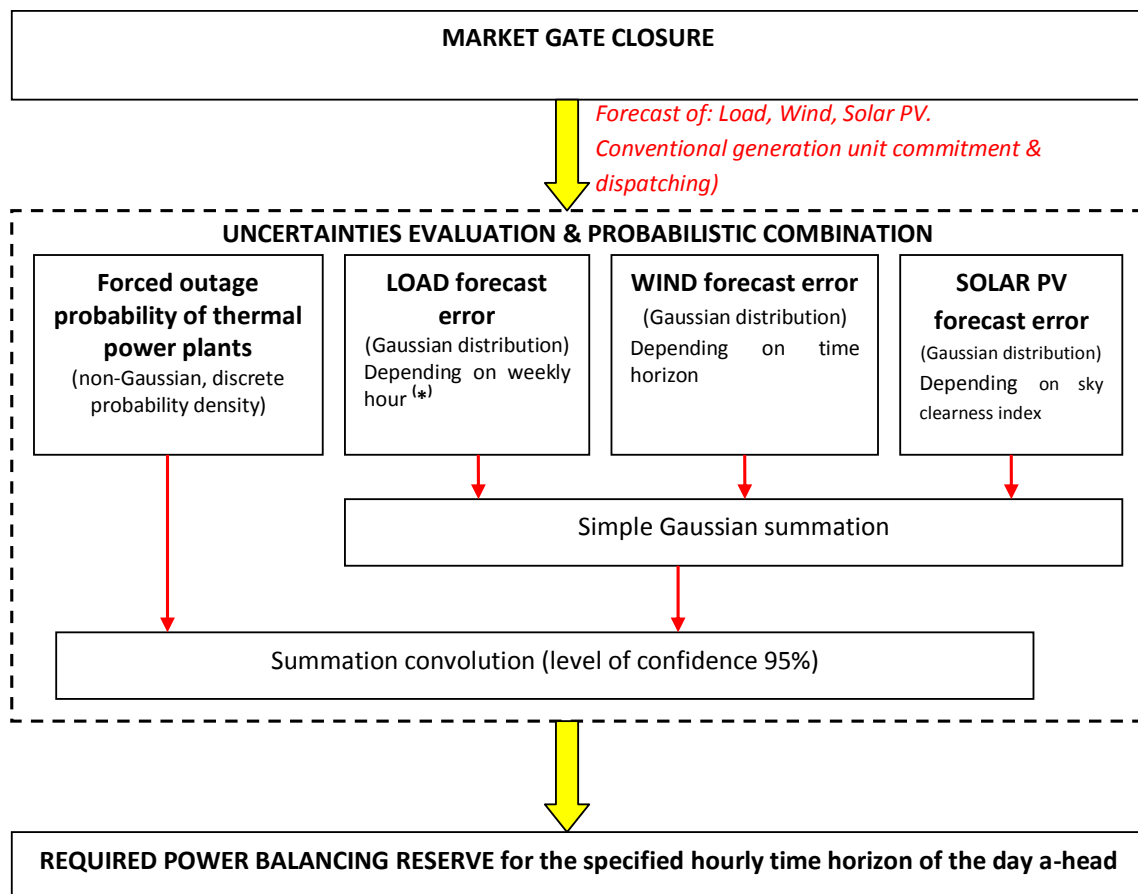 MARKET GATE CLOSURE
Forecast of: Load, Wind, Solar PV.
Conventional generation unit commitment &
dispatching)
UNCERTAINTIES EVALUATION & PROBABILISTIC COMBINATION
Forced outage
probability of thermal
power plants
(non-Gaussian, discrete
probability density)
LOAD forecast
error
(Gaussian distribution)
Depending on weekly
hour (*)
WIND forecast error
(Gaussian distribution)
Depending on time
horizon
SOLAR PV
forecast error
(Gaussian distribution)
Depending on sky
clearness index
Simple Gaussian summation
Summation convolution (level of confidence 95%)
REQUIRED POWER BALANCING RESERVE for the specified hourly time horizon of the day a-head